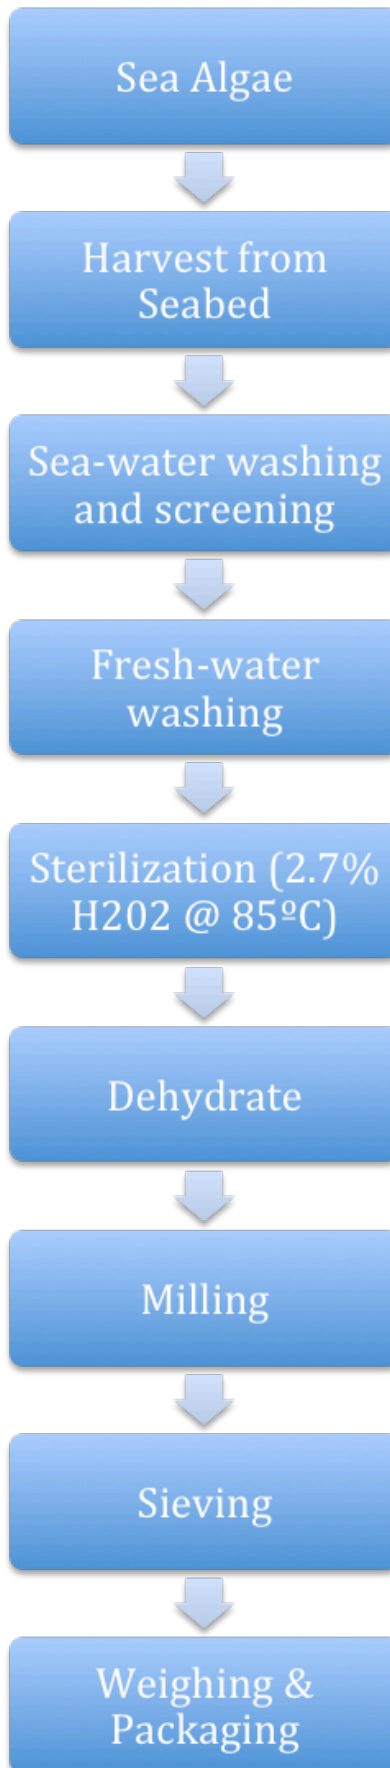 Sea Algae
Harvest from
Seabed
Sea-water washing
and screening
Fresh-water
washing
Sterilization (2.7%
H202 @ 85ºC)
Dehydrate
Milling
Sieving
Weighing &
Packaging